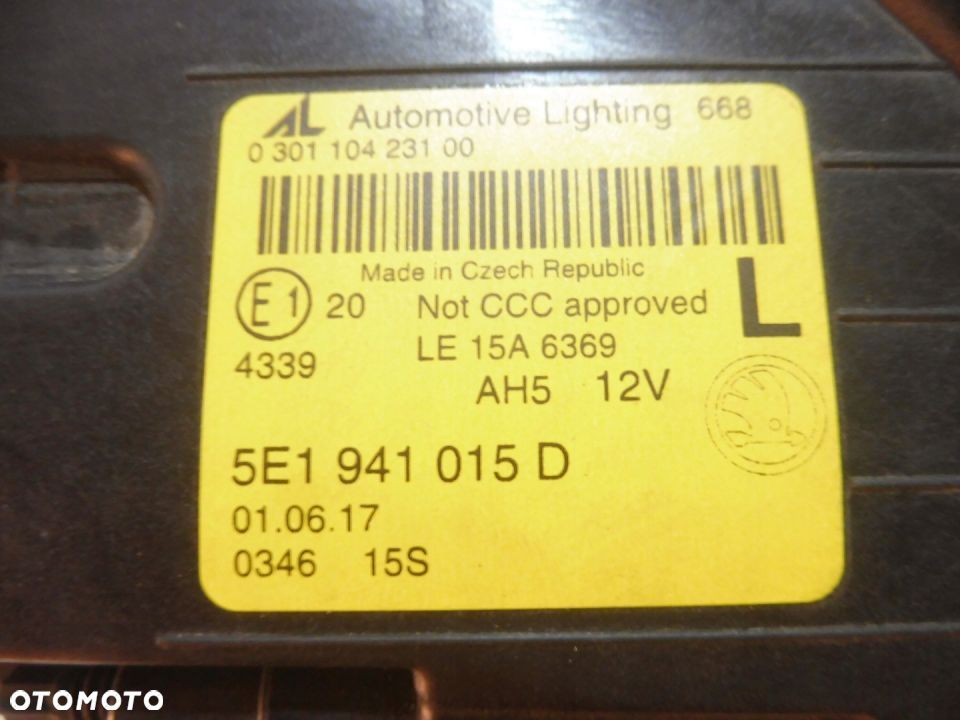 AL Automotive Lighting 668
0 301 104 231 00
Made in Czech Republic
E1 20 Not CCC approved L
4339 LE 15A 6369
AH5 12V
5E1 941 015 D
01.06.17
0346 15S
OTOMOTO